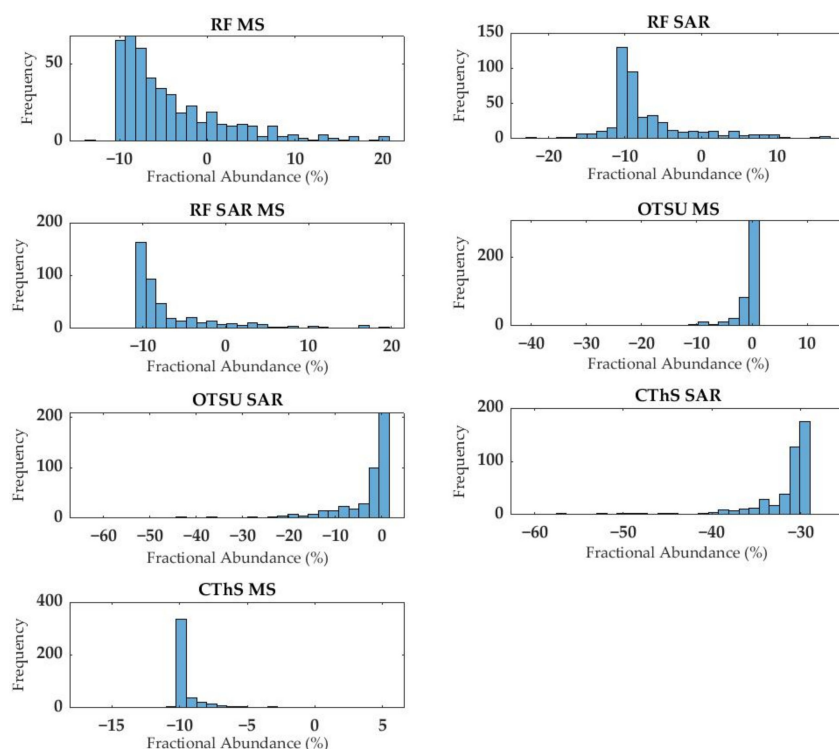 RF MS
50
0
Frequency
−10 0 10 20
Fractional Abundance (%)
RF SAR
150
100
50
0
Frequency
−20 −10 0 10
Fractional Abundance (%)
RF SAR MS
200
100
0
Frequency
−10 0 10 20
Fractional Abundance (%)
OTSU MS
200
0
Frequency
−40 −30 −20 −10 0 10
Fractional Abundance (%)
OTSU SAR
200
100
0
Frequency
−60 −50 −40 −30 −20 −10 0
Fractional Abundance (%)
CThS SAR
200
100
0
Frequency
−60 −50 −40 −30
Fractional Abundance (%)
CThS MS
400
200
0
Frequency
−15 −10 −5 0 5
Fractional Abundance (%)